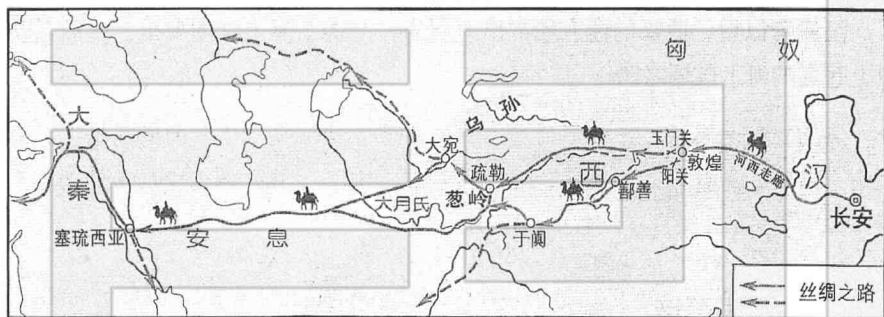 匈 奴
乌 孙
大
大宛
玉门关
敦煌
河西走廊
汉
疏勒
西
阳关
秦
大月氏
葱岭
鄯善
长安
塞琉西亚
安 息
于阗
丝绸之路